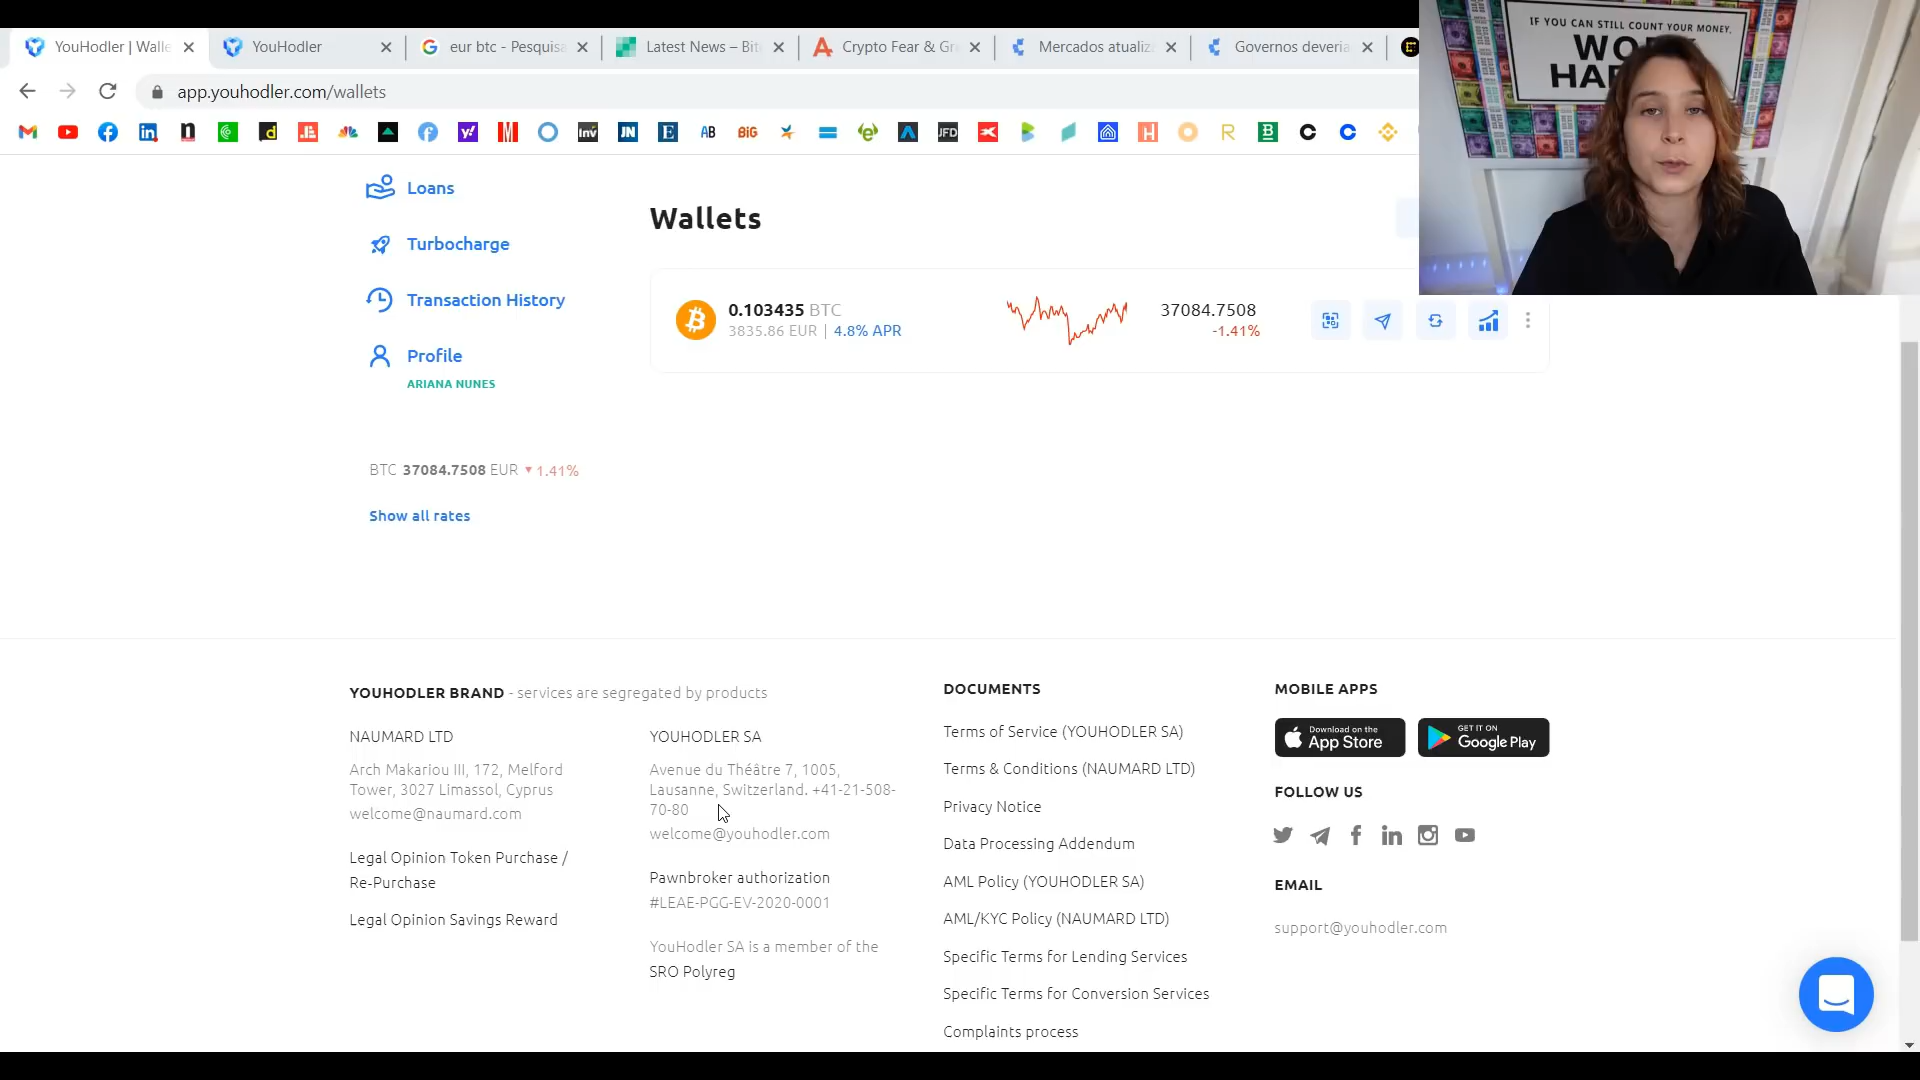 YouHodler | Walle
YouHodler
eur btc - Pesquisa
Latest News – Bit
Crypto Fear & Gr
Mercados atualiz
Governos deveria
app.youhodler.com/wallets
IF YOU CAN STILL COUNT YOUR MONEY.
WO
HA
n
d
y!
M
Inv
JN
E
AB
BiG
JFD
H
R
B
Loans
Turbocharge
Transaction History
Profile
ARIANA NUNES
BTC 37084.7508 EUR ▼ 1.41%
Show all rates
Wallets
0.103435 BTC
3835.86 EUR | 4.8% APR
37084.7508
-1.41%
YOUHODLER BRAND - services are segregated by products
NAUMARD LTD
Arch Makariou III, 172, Melford
Tower, 3027 Limassol, Cyprus
welcome@naumard.com
Legal Opinion Token Purchase /
Re-Purchase
Legal Opinion Savings Reward
YOUHODLER SA
Avenue du Théâtre 7, 1005,
Lausanne, Switzerland. +41-21-508-
70-80
welcome@youhodler.com
Pawnbroker authorization
#LEAE-PGG-EV-2020-0001
YouHodler SA is a member of the
SRO Polyreg
DOCUMENTS
Terms of Service (YOUHODLER SA)
Terms & Conditions (NAUMARD LTD)
Privacy Notice
Data Processing Addendum
AML Policy (YOUHODLER SA)
AML/KYC Policy (NAUMARD LTD)
Specific Terms for Lending Services
Specific Terms for Conversion Services
Complaints process
MOBILE APPS
Download on the
App Store
GET IT ON
Google Play
FOLLOW US
EMAIL
support@youhodler.com